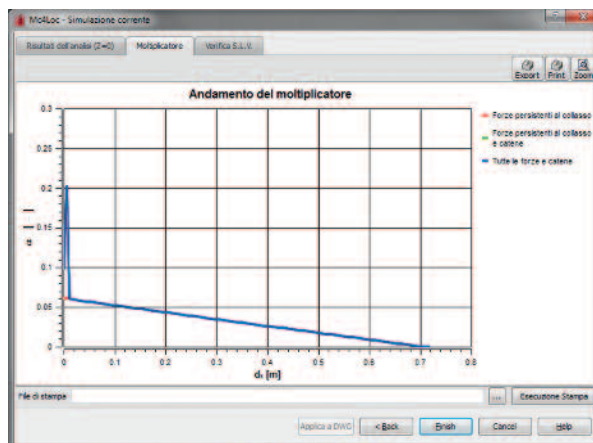 Mc4Loc - Simulazione corrente
Risultati dell'analisi (Z=0)
Moltiplicatore
Verifica S.L.V.
Export
Print
Zoom
Andamento del moltiplicatore
0.3
0.25
0.2
0.15
0.1
0.05
0
α [ ]
0
0.1
0.2
0.3
0.4
0.5
0.6
0.7
0.8
d₁ [m]
Forze persistenti al collasso
Forze persistenti al collasso
e catene
Tutte le forze e catene
File di stampa
...
Esecuzione Stampa
Applica a DWG
< Back
Finish
Cancel
Help